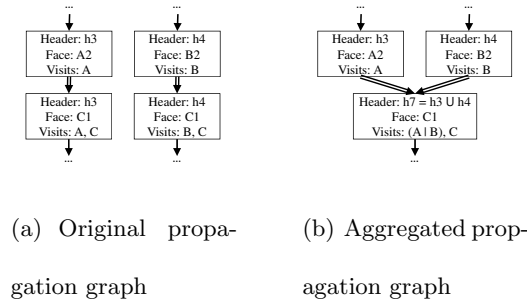 ...
...
Header: h3
Face: A2
Visits: A
Header: h4
Face: B2
Visits: B
Header: h3
Face: C1
Visits: A, C
Header: h4
Face: C1
Visits: B, C
...
...
(a) Original propa-
gation graph
...
...
Header: h3
Face: A2
Visits: A
Header: h4
Face: B2
Visits: B
Header: h7 = h3 U h4
Face: C1
Visits: (A | B), C
...
(b) Aggregated prop-
agation graph